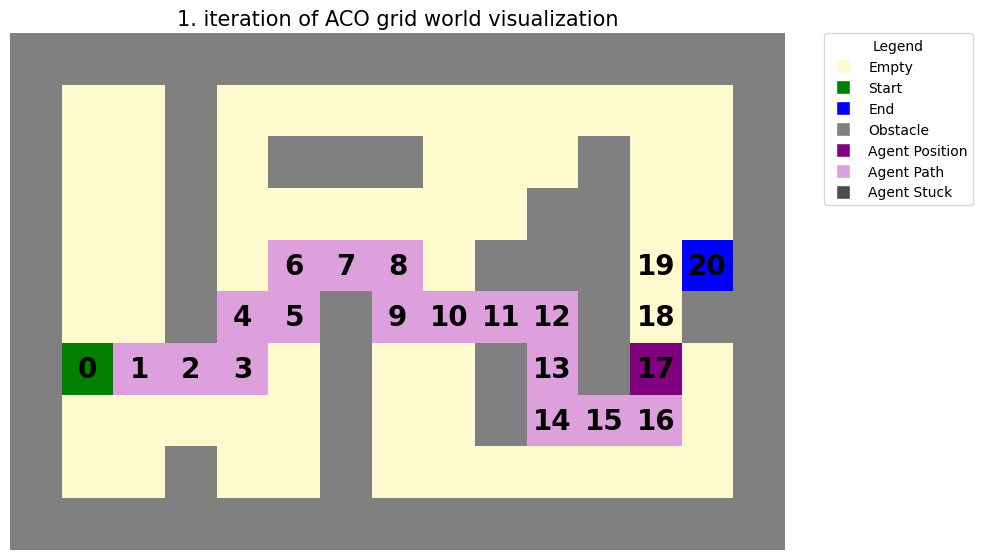 1. iteration of ACO grid world visualization
Legend
Empty
Start
End
Obstacle
Agent Position
Agent Path
Agent Stuck
6 7 8 19 20
4 5 9 10 11 12 18
0 1 2 3 13 17
14 15 16